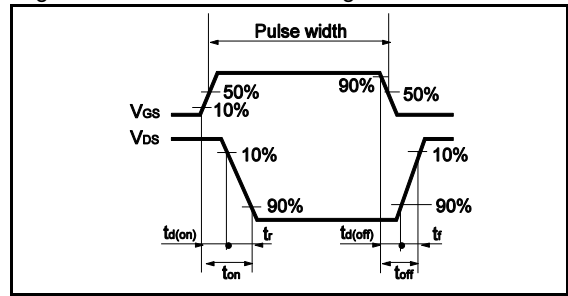 Pulse width
90%
50%
50%
10%
VGS
VDS
10%
10%
90%
90%
td(on)
tr
td(off)
tf
ton
toff